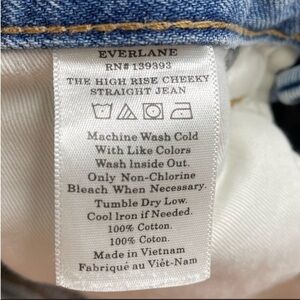 EVERLANE
RN# 139393
THE HIGH RISE CHEEKY
STRAIGHT JEAN
Machine Wash Cold
With Like Colors
Wash Inside Out.
Only Non-Chlorine
Bleach When Necessary.
Tumble Dry Low.
Cool Iron if Needed.
100% Cotton.
100% Coton.
Made in Vietnam
Fabriqué au Viêt-Nam